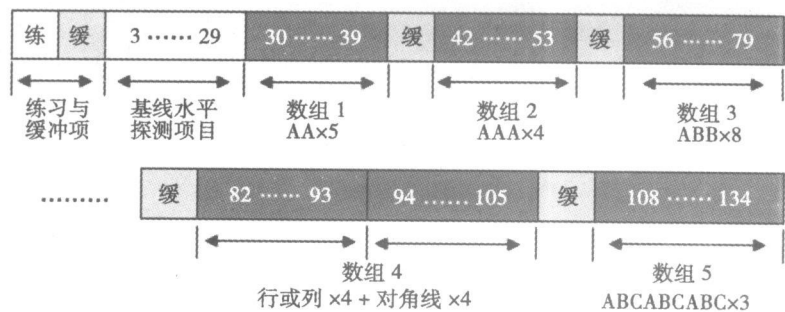 练 缓 3 …… 29 30 …… 39 缓 42 …… 53 缓 56 …… 79
练习与 基线水平 数组 1 数组 2 数组 3
缓冲项 探测项目 AA×5 AAA×4 ABB×8
……… 缓 82 …… 93 94 …… 105 缓 108 …… 134
数组 4 数组 5
行或列 ×4 + 对角线 ×4 ABCABCABC×3